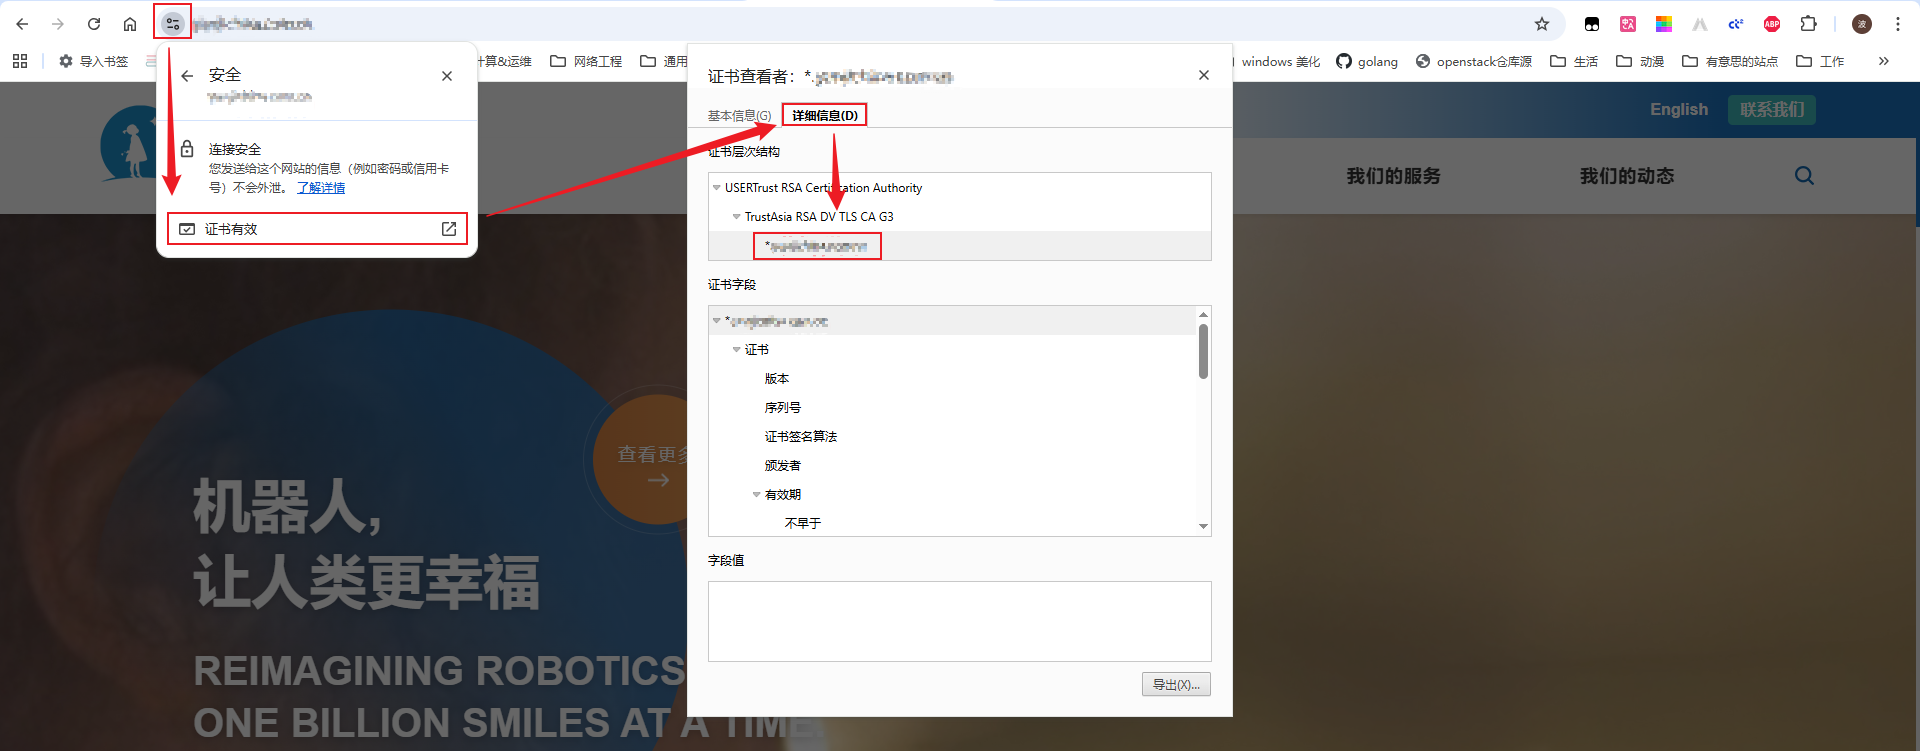 导入书签
计算&运维
网络工程
通用
windows 美化
golang
openstack仓库源
生活
动漫
有意思的站点
工作
ABP
波
安全
连接安全
您发送给这个网站的信息（例如密码或信用卡
号）不会外泄。 了解详情
证书有效
证书查看者：*.
基本信息(G)
详细信息(D)
证书层次结构
USERTrust RSA Certification Authority
TrustAsia RSA DV TLS CA G3
*
证书字段
*
证书
版本
序列号
证书签名算法
颁发者
有效期
不早于
字段值
导出(X)...
English
联系我们
我们的服务
我们的动态
查看更多
机器人,
让人类更幸福
REIMAGINING ROBOTICS
ONE BILLION SMILES AT A TIME.